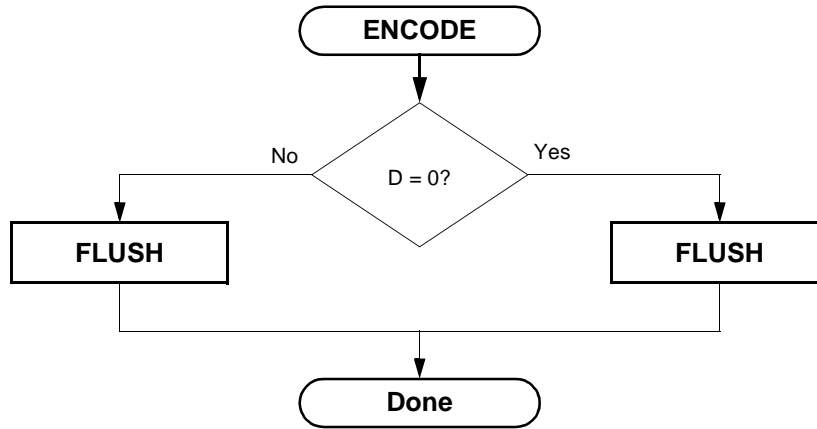 ENCODE
No
D = 0?
Yes
FLUSH
FLUSH
Done